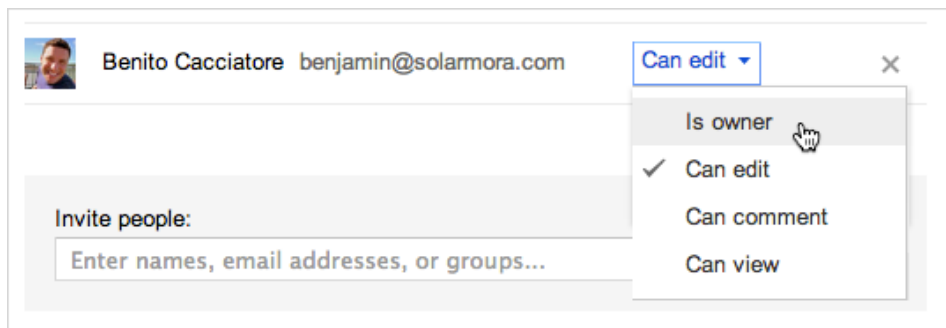 Benito Cacciatore benjamin@solarmora.com Can edit
Is owner
Can edit
Can comment
Can view
Invite people:
Enter names, email addresses, or groups...